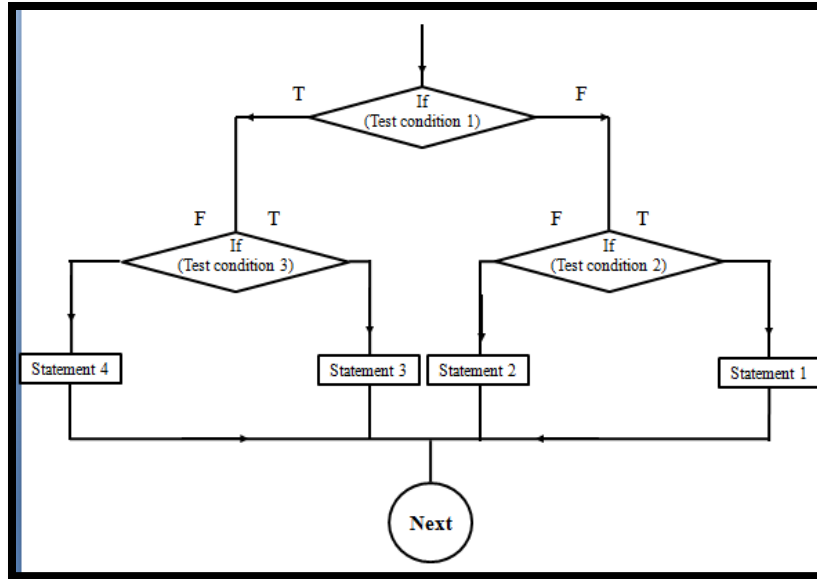 T
F
If
(Test condition 1)
F
T
F
T
If
(Test condition 3)
If
(Test condition 2)
Statement 4
Statement 3
Statement 2
Statement 1
Next